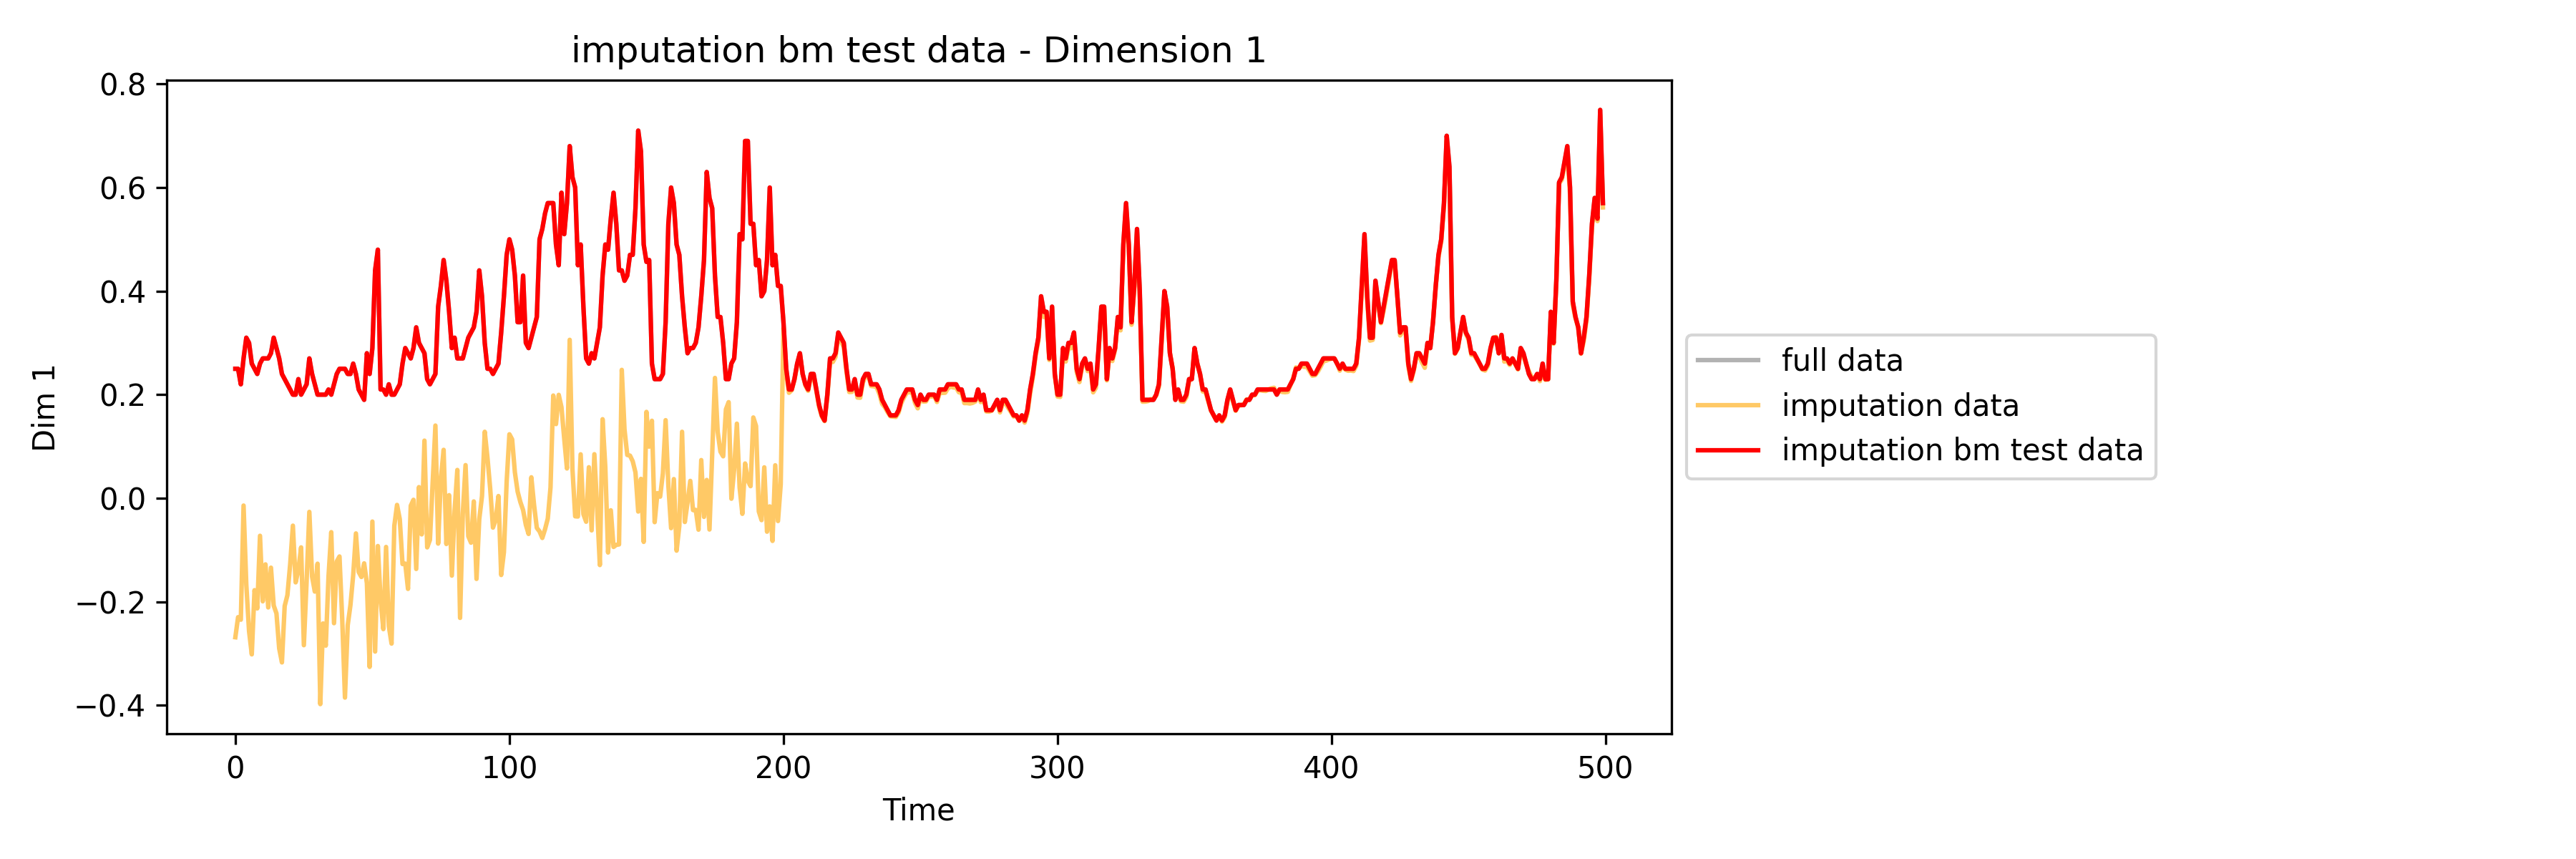 imputation bm test data - Dimension 1
0.8
0.6
0.4
0.2
0.0
−0.2
−0.4
Dim 1
0 100 200 300 400 500
Time
full data
imputation data
imputation bm test data